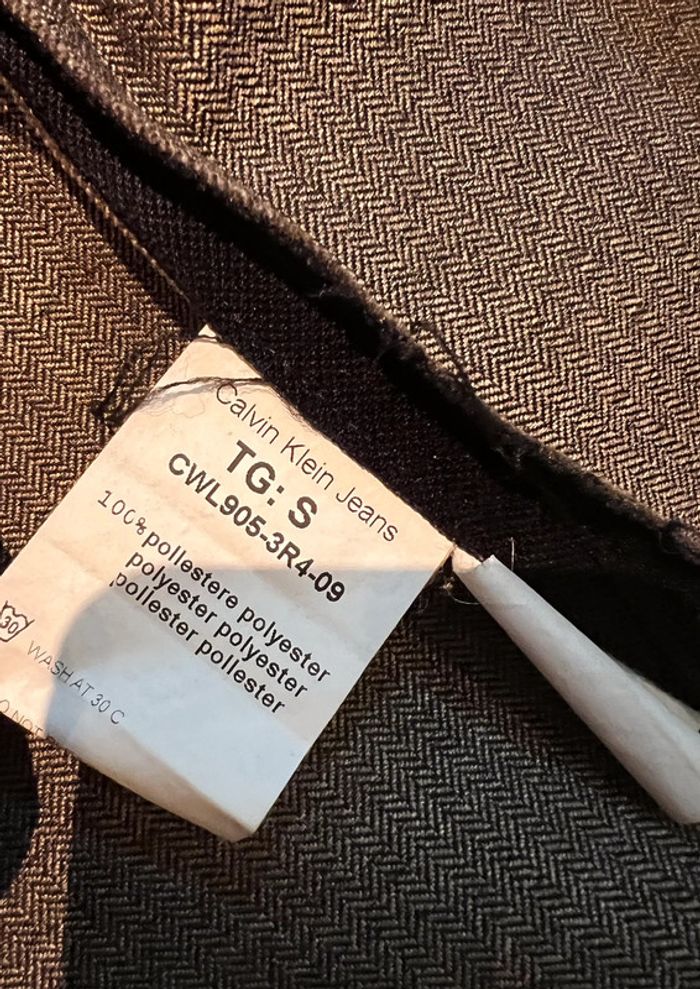 Calvin Klein Jeans
TG: S
CWL905-3R4-09
100%pollestere polyester
polyester polyester
pollester pollester
30
WASH AT 30 C